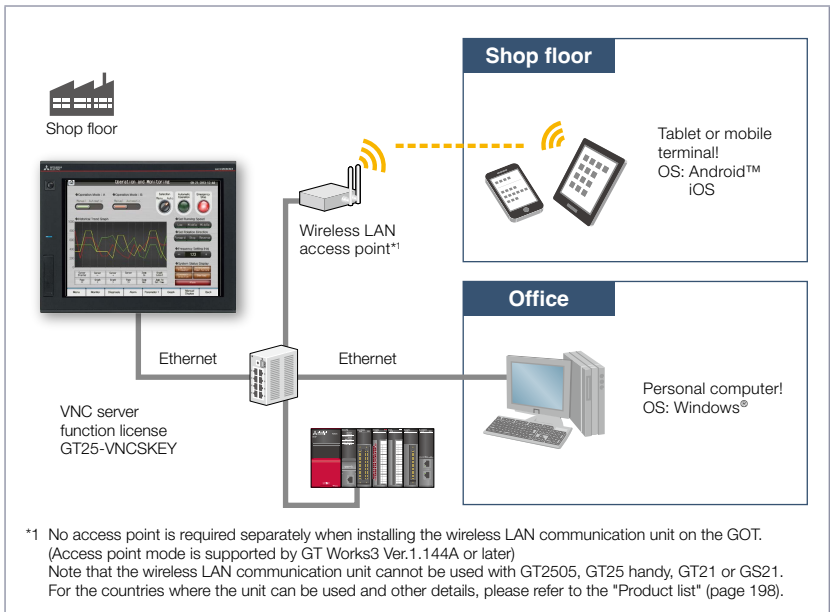 Shop floor
Operation and Monitoring
Shop floor
Tablet or mobile
terminal!
OS: Android™
iOS
Wireless LAN
access point*1
Office
Ethernet
Ethernet
Personal computer!
OS: Windows®
VNC server
function license
GT25-VNCSKEY
*1 No access point is required separately when installing the wireless LAN communication unit on the GOT.
(Access point mode is supported by GT Works3 Ver.1.144A or later)
Note that the wireless LAN communication unit cannot be used with GT2505, GT25 handy, GT21 or GS21.
For the countries where the unit can be used and other details, please refer to the "Product list" (page 198).